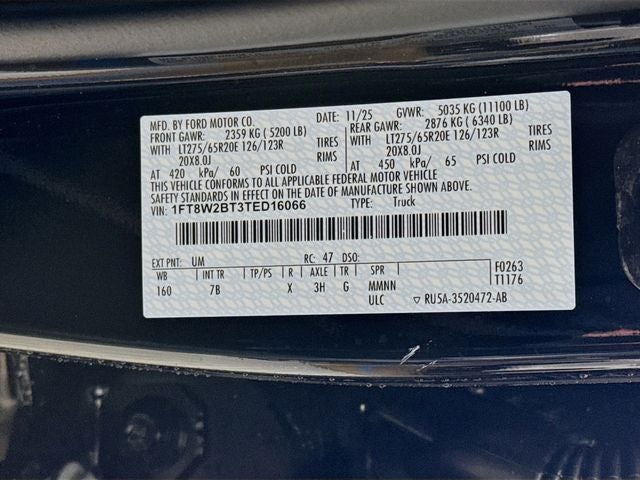 MFD. BY FORD MOTOR CO. DATE: 11/25 GVWR: 5035 KG (11100 LB)
FRONT GAWR: 2359 KG (5200 LB) REAR GAWR: 2876 KG (6340 LB)
WITH LT275/65R20E 126/123R TIRES WITH LT275/65R20E 126/123R TIRES
20X8.0J RIMS 20X8.0J RIMS
AT 420 kPa/ 60 PSI COLD AT 450 kPa/ 65 PSI COLD
THIS VEHICLE CONFORMS TO ALL APPLICABLE FEDERAL MOTOR VEHICLE
SAFETY STANDARDS IN EFFECT ON THE DATE OF MANUFACTURE SHOWN ABOVE.
VIN: 1FT8W2BT3TED16066 TYPE: Truck
EXT PNT: UM RC: 47 DSO: F0263
WB INT TR TP/PS R AXLE TR SPR T1176
160 7B X 3H G MMNN
ULC ▽ RU5A-3520472-AB